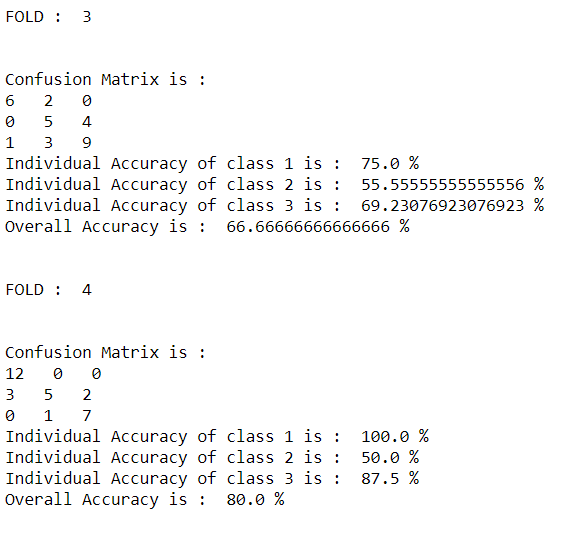 FOLD :  3
Confusion Matrix is :
6   2   0
0   5   4
1   3   9
Individual Accuracy of class 1 is :  75.0 %
Individual Accuracy of class 2 is :  55.55555555555556 %
Individual Accuracy of class 3 is :  69.23076923076923 %
Overall Accuracy is :  66.66666666666666 %
FOLD :  4
Confusion Matrix is :
12   0   0
3   5   2
0   1   7
Individual Accuracy of class 1 is :  100.0 %
Individual Accuracy of class 2 is :  50.0 %
Individual Accuracy of class 3 is :  87.5 %
Overall Accuracy is :  80.0 %